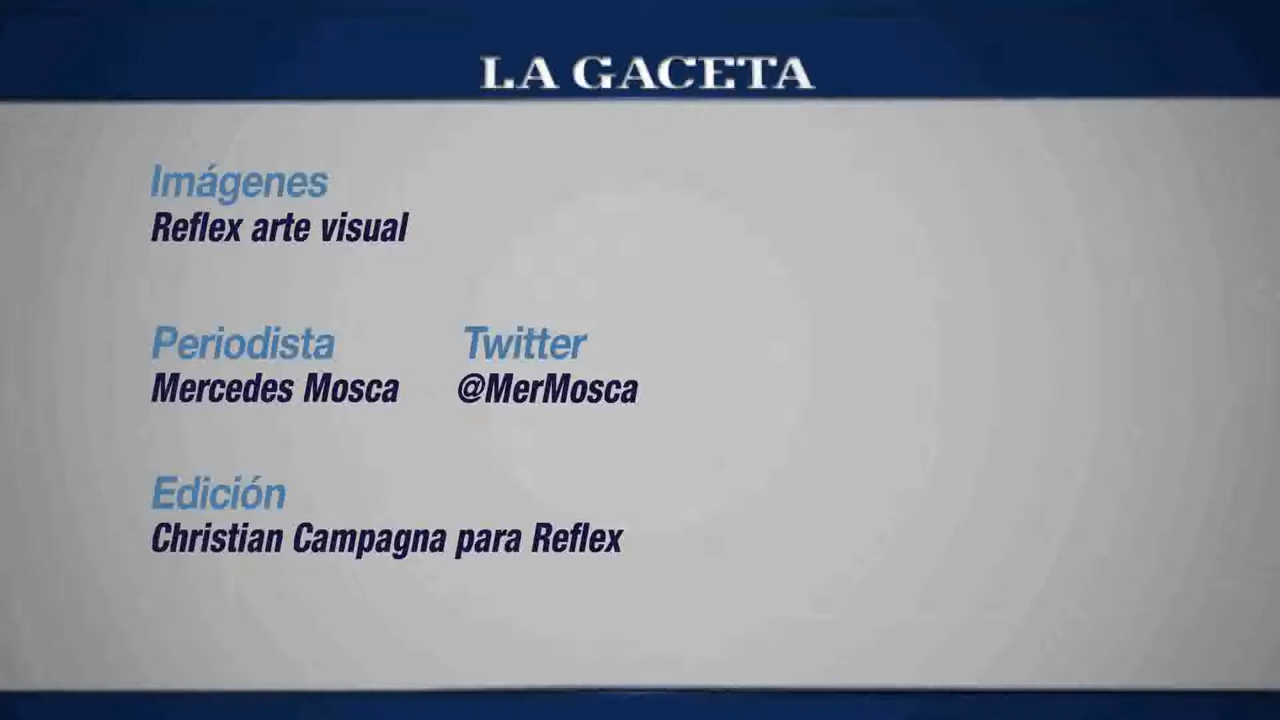 LA GACETA
Imágenes
Reflex arte visual
Periodista Twitter
Mercedes Mosca @MerMosca
Edición
Christian Campagna para Reflex